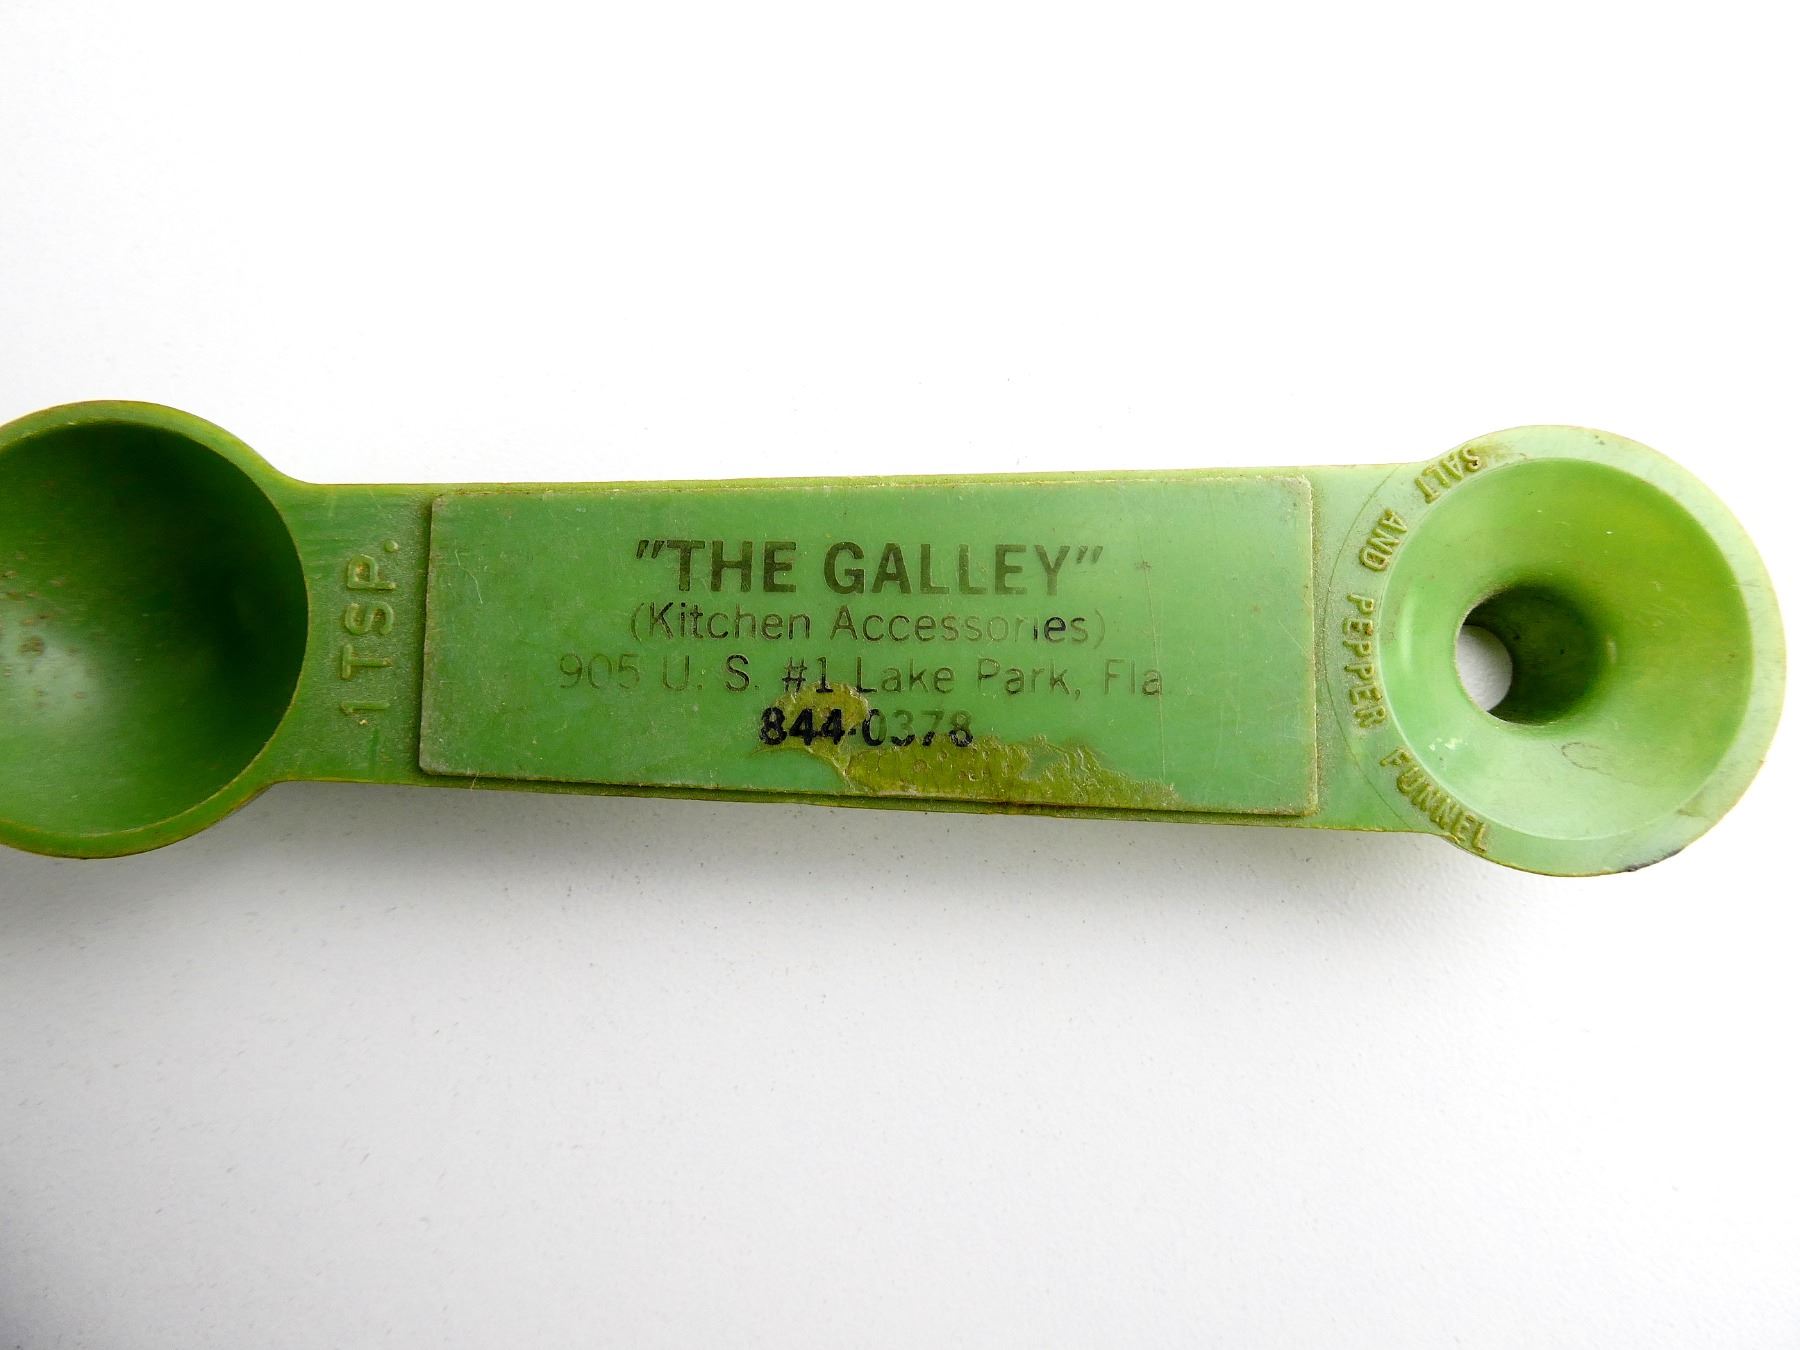 1 TSP.
"THE GALLEY"
(Kitchen Accessories)
905 U. S. #1 Lake Park, Fla
844-0378
SALT AND PEPPER FUNNEL